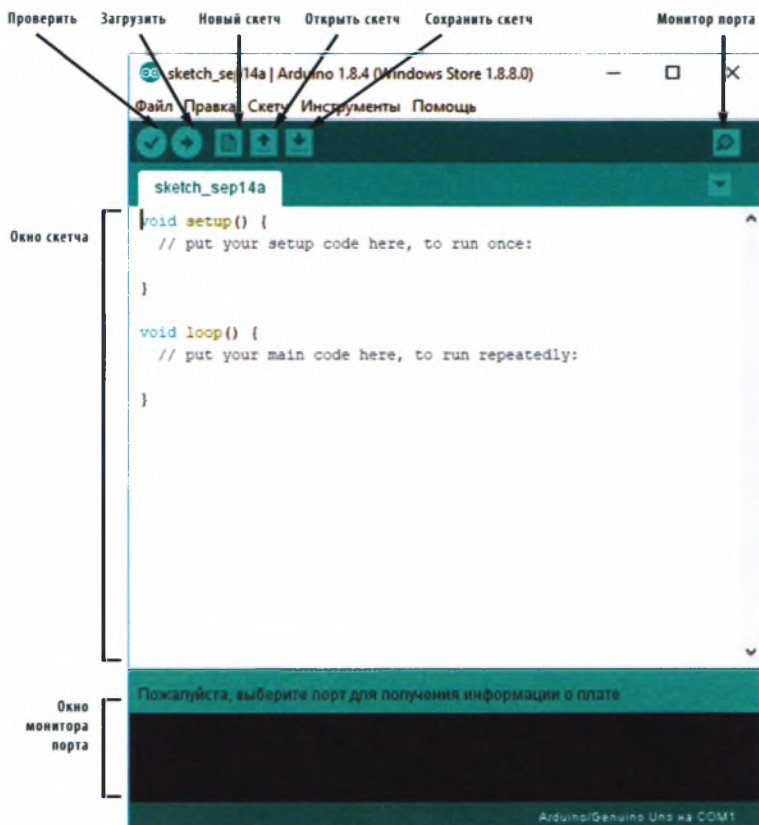 Проверить Загрузить Новый скетч Открыть скетч Сохранить скетч Монитор порта
sketch_sep14a | Arduino 1.8.4 (Windows Store 1.8.8.0)
Файл Правка Скетч Инструменты Помощь
sketch_sep14a
Окно скетча
void setup() {
// put your setup code here, to run once:
}
void loop() {
// put your main code here, to run repeatedly:
}
Пожалуйста, выберите порт для получения информации о плате
Окно
монитора
порта
Arduino/Genuino Uno на COM1